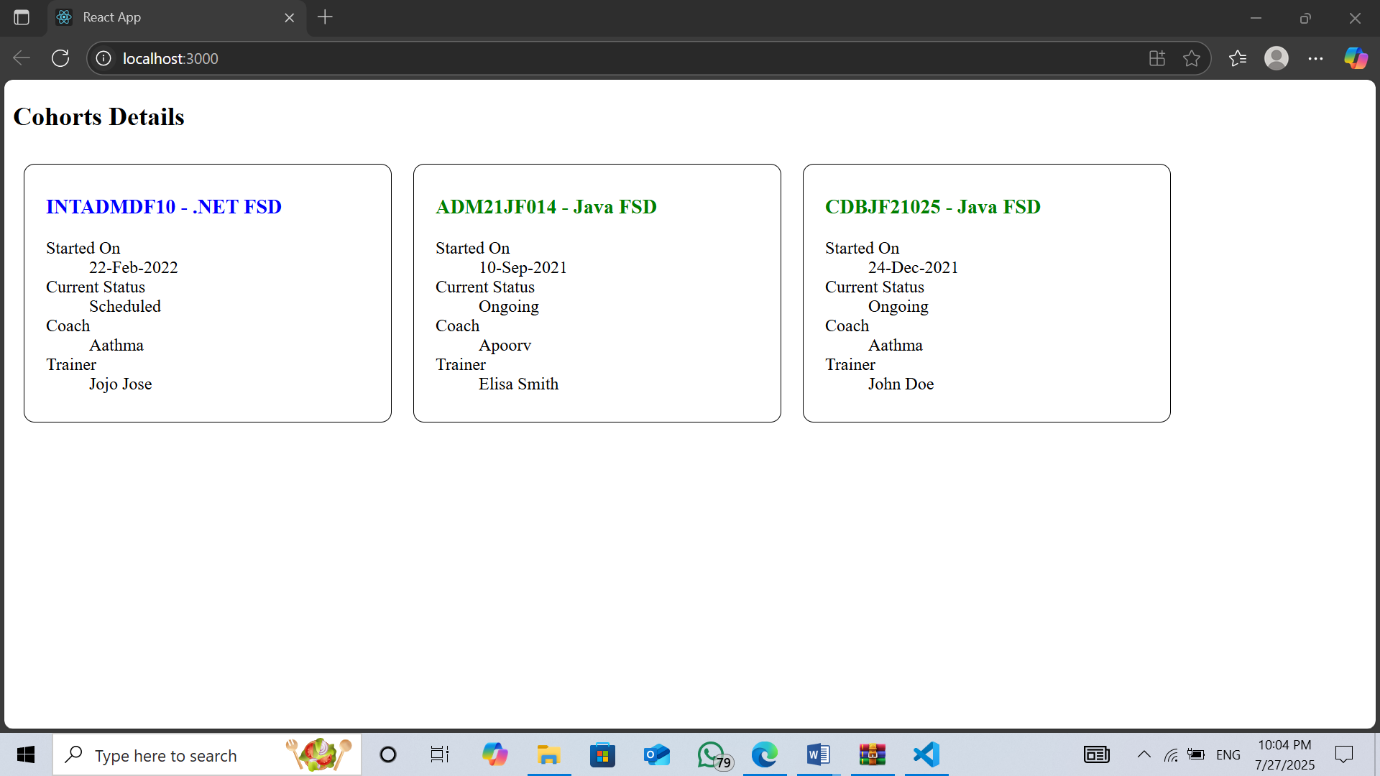 React App
localhost:3000
Cohorts Details
INTADMDF10 - .NET FSD
Started On
22-Feb-2022
Current Status
Scheduled
Coach
Aathma
Trainer
Jojo Jose
ADM21JF014 - Java FSD
Started On
10-Sep-2021
Current Status
Ongoing
Coach
Apoorv
Trainer
Elisa Smith
CDBJF21025 - Java FSD
Started On
24-Dec-2021
Current Status
Ongoing
Coach
Aathma
Trainer
John Doe
Type here to search
79
ENG
10:04 PM
7/27/2025